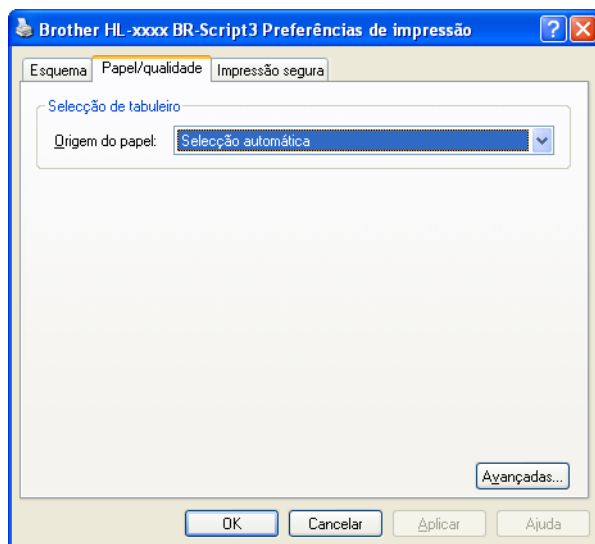 Brother HL-xxxx BR-Script3 Preferências de impressão
Esquema Papel/qualidade Impressão segura
Selecção de tabuleiro
Origem do papel: Selecção automática
Avançadas...
OK Cancelar Aplicar Ajuda